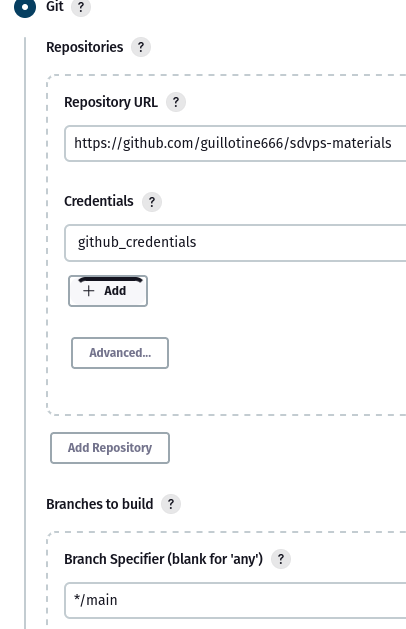 Git ?
Repositories ?
Repository URL ?
https://github.com/guillotine666/sdvps-materials
Credentials ?
github_credentials
+ Add
Advanced...
Add Repository
Branches to build ?
Branch Specifier (blank for 'any') ?
*/main